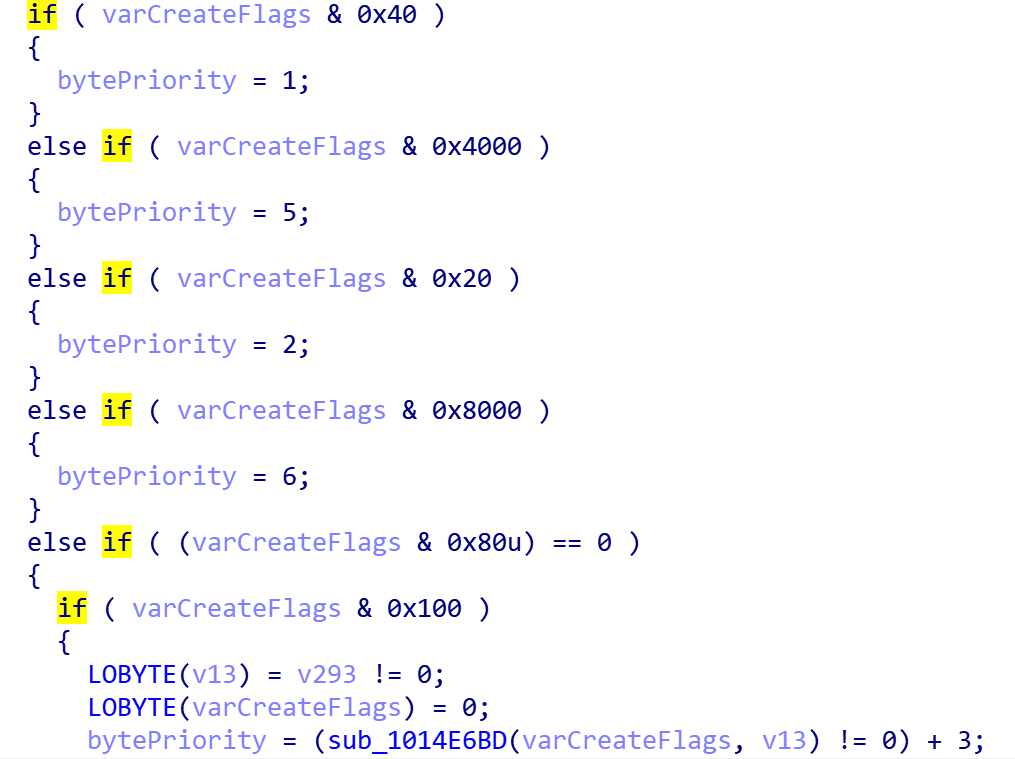 if ( varCreateFlags & 0x40 )
{
  bytePriority = 1;
}
else if ( varCreateFlags & 0x4000 )
{
  bytePriority = 5;
}
else if ( varCreateFlags & 0x20 )
{
  bytePriority = 2;
}
else if ( varCreateFlags & 0x8000 )
{
  bytePriority = 6;
}
else if ( (varCreateFlags & 0x80u) == 0 )
{
  if ( varCreateFlags & 0x100 )
  {
    LOBYTE(v13) = v293 != 0;
    LOBYTE(varCreateFlags) = 0;
    bytePriority = (sub_1014E6BD(varCreateFlags, v13) != 0) + 3;